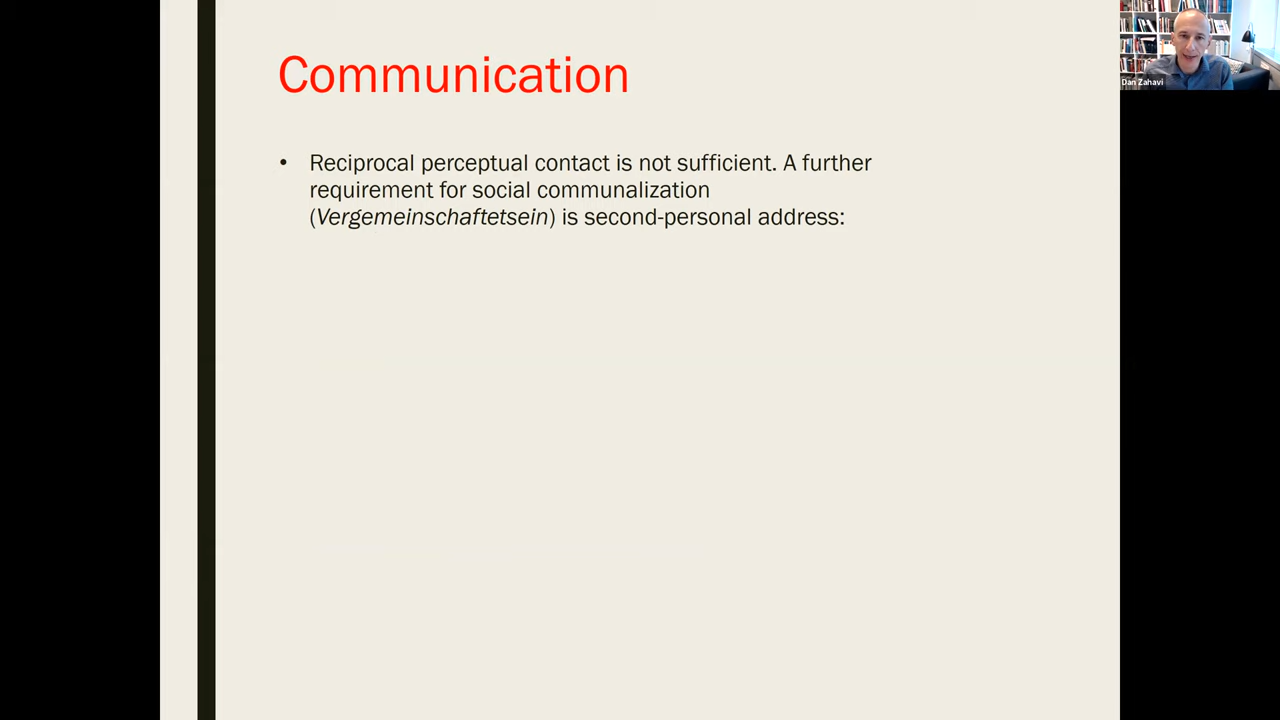 Communication
• Reciprocal perceptual contact is not sufficient. A further
requirement for social communalization
(Vergemeinschaftetsein) is second-personal address:
Dan Zahavi